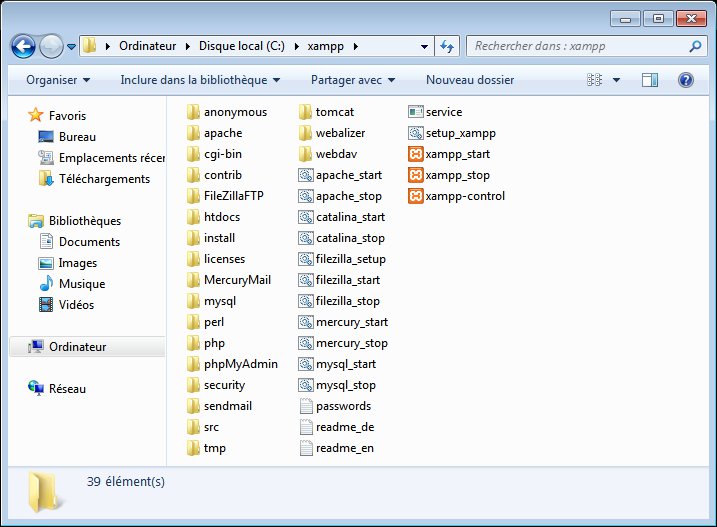 Ordinateur Disque local (C:) xampp
Rechercher dans : xampp
Organiser Inclure dans la bibliothèque Partager avec Nouveau dossier
Favoris
Bureau
Emplacements récen
Téléchargements
Bibliothèques
Documents
Images
Musique
Vidéos
Ordinateur
Réseau
anonymous
apache
cgi-bin
contrib
FileZillaFTP
htdocs
install
licenses
MercuryMail
mysql
perl
php
phpMyAdmin
security
sendmail
src
tmp
tomcat
webalizer
webdav
apache_start
apache_stop
catalina_start
catalina_stop
filezilla_setup
filezilla_start
filezilla_stop
mercury_start
mercury_stop
mysql_start
mysql_stop
passwords
readme_de
readme_en
service
setup_xampp
xampp_start
xampp_stop
xampp-control
39 élément(s)